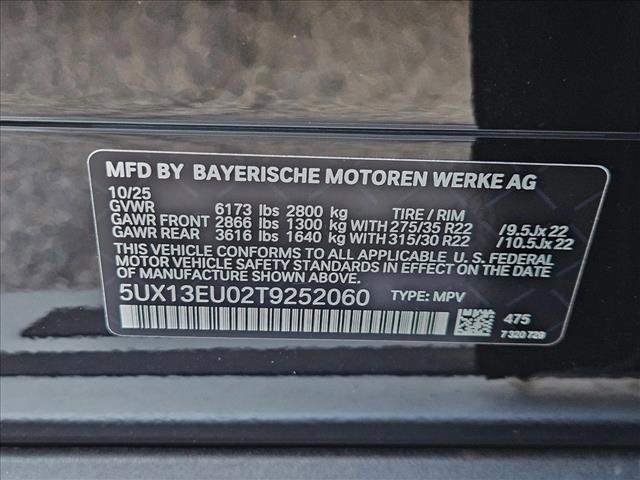 MFD BY BAYERISCHE MOTOREN WERKE AG
10/25
GVWR 6173 lbs 2800 kg TIRE / RIM
GAWR FRONT 2866 lbs 1300 kg WITH 275/35 R22 /9.5Jx22
GAWR REAR 3616 lbs 1640 kg WITH 315/30 R22 /10.5Jx22
THIS VEHICLE CONFORMS TO ALL APPLICABLE U. S. FEDERAL
MOTOR VEHICLE SAFETY STANDARDS IN EFFECT ON THE
DATE OF MANUFACTURE SHOWN ABOVE.
5UX13EU02T9252060 TYPE: MPV
475
7 320 729